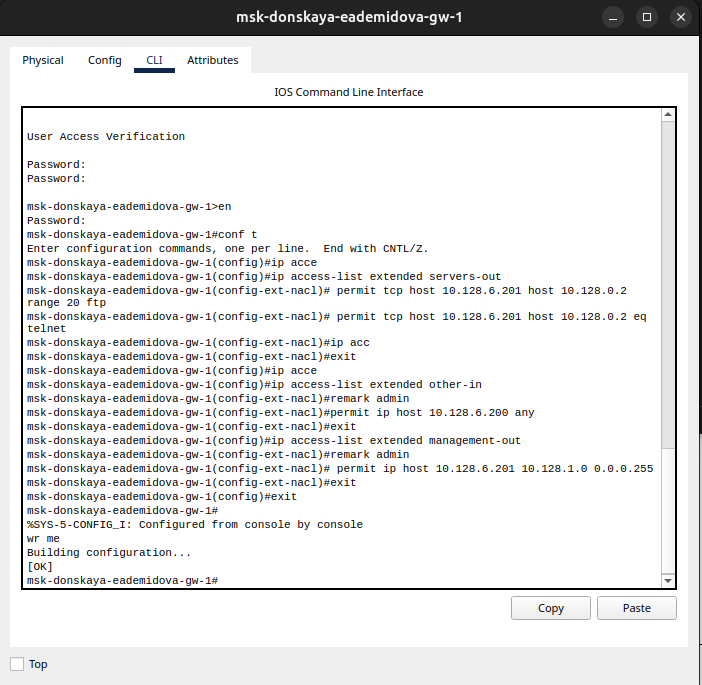 msk-donskaya-eademidova-gw-1
Physical Config CLI Attributes
IOS Command Line Interface
User Access Verification
Password:
Password:
msk-donskaya-eademidova-gw-1>en
Password:
msk-donskaya-eademidova-gw-1#conf t
Enter configuration commands, one per line.  End with CNTL/Z.
msk-donskaya-eademidova-gw-1(config)#ip acce
msk-donskaya-eademidova-gw-1(config)#ip access-list extended servers-out
msk-donskaya-eademidova-gw-1(config-ext-nacl)# permit tcp host 10.128.6.201 host 10.128.0.2
range 20 ftp
msk-donskaya-eademidova-gw-1(config-ext-nacl)# permit tcp host 10.128.6.201 host 10.128.0.2 eq
telnet
msk-donskaya-eademidova-gw-1(config-ext-nacl)#ip acc
msk-donskaya-eademidova-gw-1(config-ext-nacl)#exit
msk-donskaya-eademidova-gw-1(config)#ip acce
msk-donskaya-eademidova-gw-1(config)#ip access-list extended other-in
msk-donskaya-eademidova-gw-1(config-ext-nacl)#remark admin
msk-donskaya-eademidova-gw-1(config-ext-nacl)#permit ip host 10.128.6.200 any
msk-donskaya-eademidova-gw-1(config-ext-nacl)#exit
msk-donskaya-eademidova-gw-1(config)#ip access-list extended management-out
msk-donskaya-eademidova-gw-1(config-ext-nacl)#remark admin
msk-donskaya-eademidova-gw-1(config-ext-nacl)# permit ip host 10.128.6.201 10.128.1.0 0.0.0.255
msk-donskaya-eademidova-gw-1(config-ext-nacl)#exit
msk-donskaya-eademidova-gw-1(config)#exit
msk-donskaya-eademidova-gw-1#
%SYS-5-CONFIG_I: Configured from console by console
wr me
Building configuration...
[OK]
msk-donskaya-eademidova-gw-1#
Copy Paste
Top